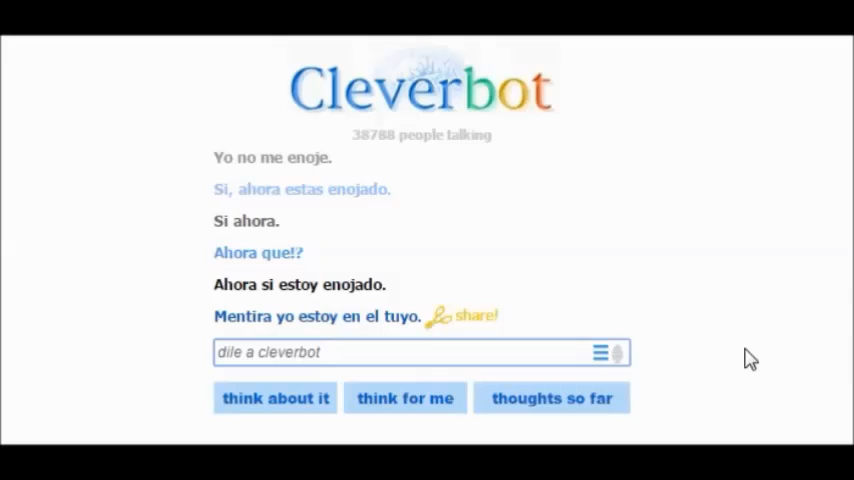 Cleverbot
38788 people talking
Yo no me enoje.
Si, ahora estas enojado.
Si ahora.
Ahora que!?
Ahora si estoy enojado.
Mentira yo estoy en el tuyo. share!
dile a cleverbot
think about it think for me thoughts so far